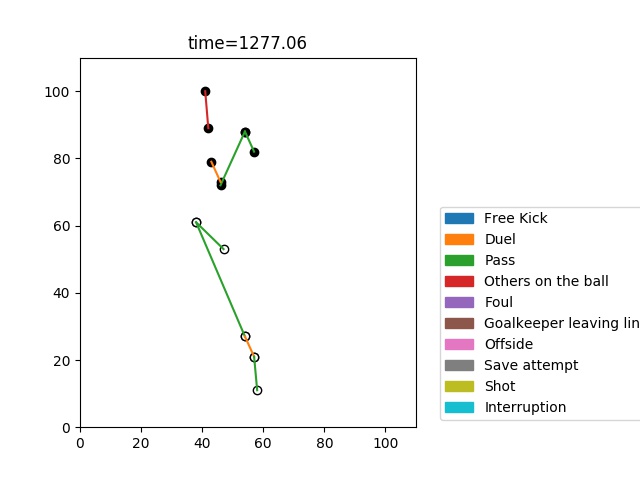 time=1277.06
100
80
60
40
20
0
0 20 40 60 80 100
Free Kick
Duel
Pass
Others on the ball
Foul
Goalkeeper leaving lin
Offside
Save attempt
Shot
Interruption